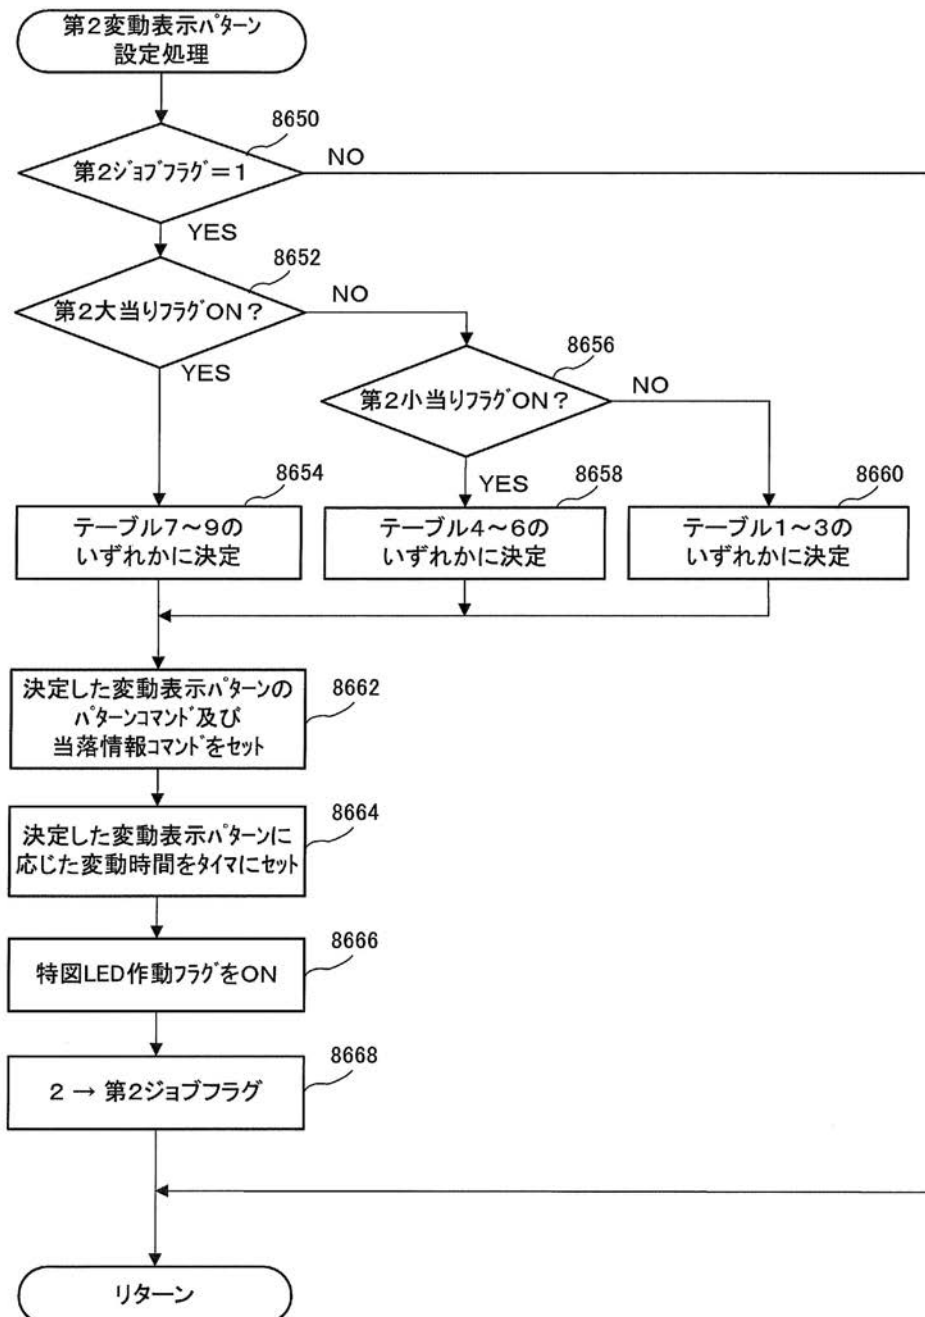 第2変動表示パターン
設定処理
8650
第2ジョブフラグ=1
NO
YES
8652
第2大当りフラグON?
NO
YES
8656
第2小当りフラグON?
NO
YES
8654
テーブル7~9の
いずれかに決定
8658
テーブル4~6の
いずれかに決定
8660
テーブル1~3の
いずれかに決定
8662
決定した変動表示パターンの
パターンコマンド及び
当落情報コマンドをセット
8664
決定した変動表示パターンに
応じた変動時間をタイマにセット
8666
特図LED作動フラグをON
8668
2 → 第2ジョブフラグ
リターン